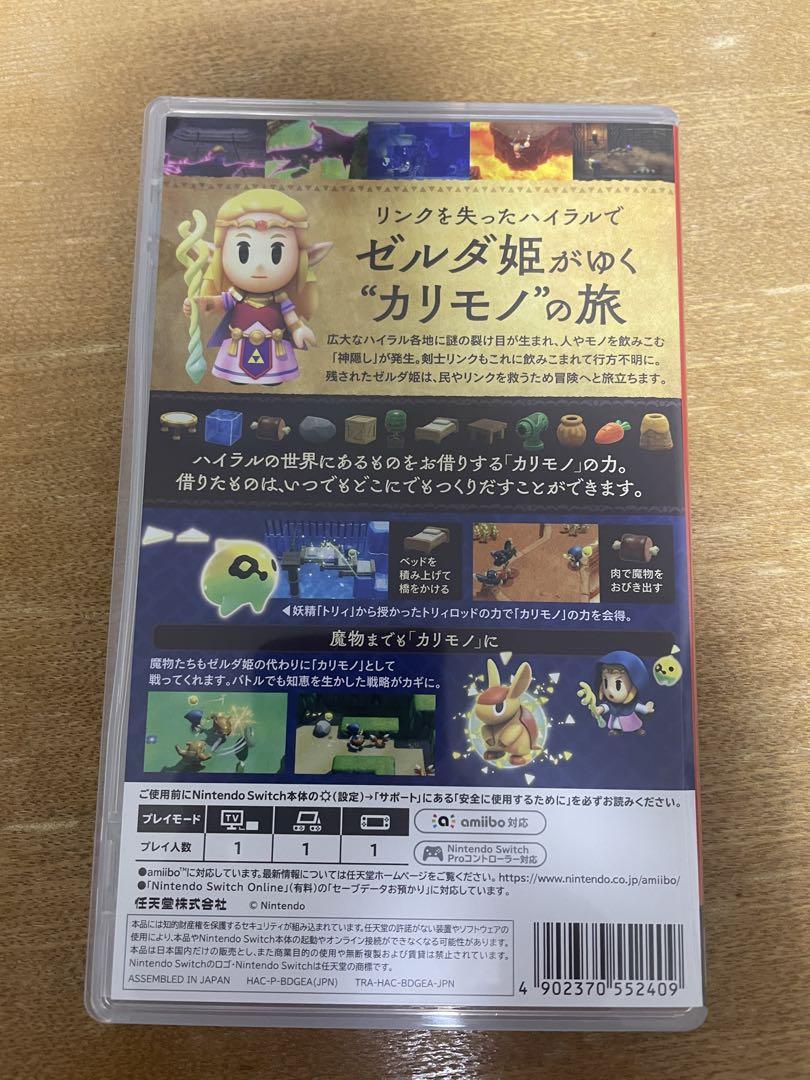 リンクを失ったハイラルで
ゼルダ姫がゆく
“カリモノ”の旅
広大なハイラル各地に謎の裂け目が生まれ、人やモノを飲みこむ
「神隠し」が発生。剣士リンクもこれに飲みこまれて行方不明に。
残されたゼルダ姫は、民やリンクを救うため冒険へと旅立ちます。
ハイラルの世界にあるものをお借りする「カリモノ」の力。
借りたものは、いつでもどこにでもつくりだすことができます。
ベッドを
積み上げて
橋をかける
肉で魔物を
おびき出す
◀妖精「トリィ」から授かったトリィロッドの力で「カリモノ」の力を会得。
魔物までも「カリモノ」に
魔物たちもゼルダ姫の代わりに「カリモノ」として
戦ってくれます。バトルでも知恵を生かした戦略がカギに。
ご使用前にNintendo Switch本体の(設定)→「サポート」にある「安全に使用するために」を必ずお読みください。
プレイモード TV
プレイ人数 1 1 1
amiibo対応
Nintendo Switch
Proコントローラー対応
●amiibo™に対応しています。最新情報については任天堂ホームページをご覧ください。https://www.nintendo.co.jp/amiibo/
●「Nintendo Switch Online」(有料)の「セーブデータお預かり」に対応しています。
任天堂株式会社 © Nintendo
本品には知的財産権を保護するセキュリティが組み込まれています。任天堂の許諾がない装置やソフトウェアの
使用により、本品やNintendo Switch本体の起動やオンライン接続ができなくなる可能性があります。
本品は日本国内だけの販売とし、また商業目的の使用や無断複製および賃貸は禁止されています。
Nintendo Switchのロゴ・Nintendo Switchは任天堂の商標です。
ASSEMBLED IN JAPAN HAC-P-BDGEA(JPN) TRA-HAC-BDGEA-JPN
4 902370 552409